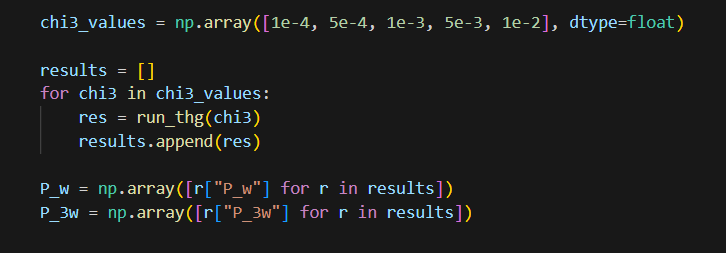 chi3_values = np.array([1e-4, 5e-4, 1e-3, 5e-3, 1e-2], dtype=float)
results = []
for chi3 in chi3_values:
    res = run_thg(chi3)
    results.append(res)
P_w = np.array([r["P_w"] for r in results])
P_3w = np.array([r["P_3w"] for r in results])